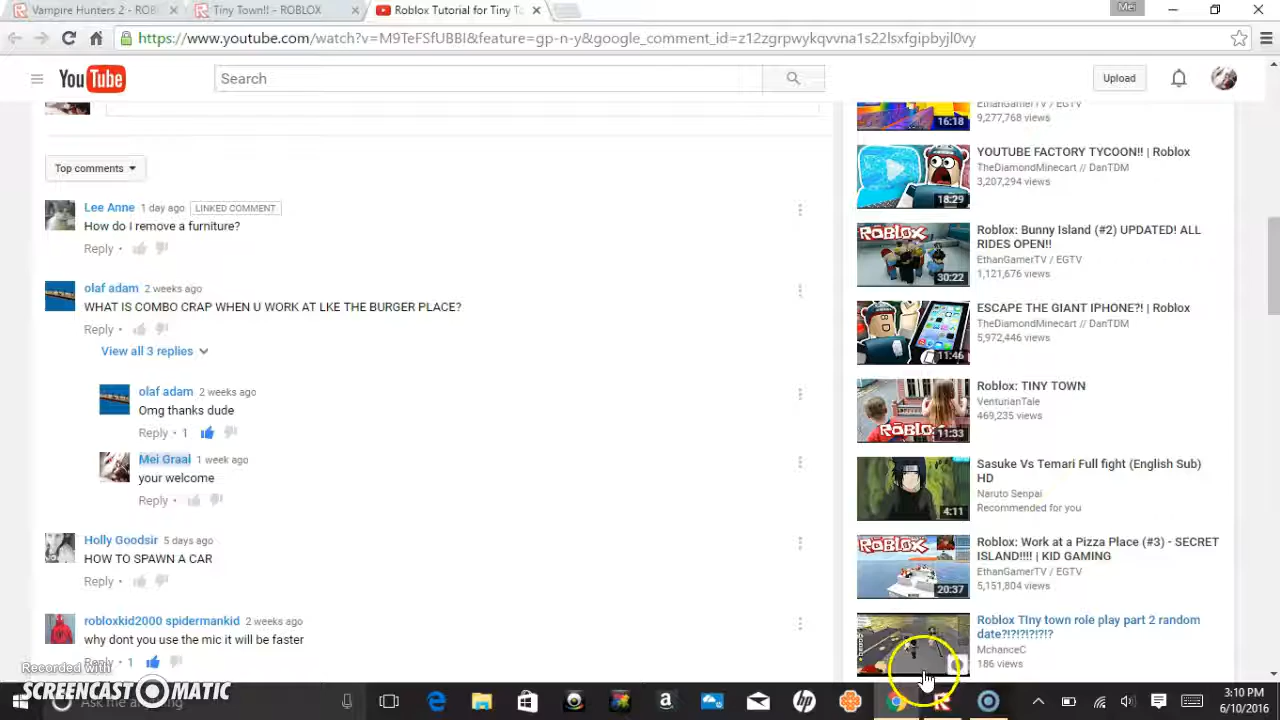 Vampire Hunters 2 - ROB
Tiny Town!! - ROBLOX
Roblox Tutorial for Tiny T
Mei
https://www.youtube.com/watch?v=M9TeFSfUBBI&feature=gp-n-y&google_comment_id=z12zgrpwykqvvna1s22lsxfgipbyjl0vy
YouTube
Search
Upload
Top comments
Lee Anne 1 day ago LINKED COMMENT
How do I remove a furniture?
Reply
olaf adam 2 weeks ago
WHAT IS COMBO CRAP WHEN U WORK AT LKE THE BURGER PLACE?
Reply
View all 3 replies
olaf adam 2 weeks ago
Omg thanks dude
Reply 1
Mei Graal 1 week ago
your welcome
Reply
Holly Goodsir 5 days ago
HOW TO SPAWN A CAR
Reply
robloxkid2000 spidermankid 2 weeks ago
why dont you use the mic it will be faster
Reply 1
EthanGamerTV / EGTV
9,277,768 views
16:18
YOUTUBE FACTORY TYCOON!! | Roblox
TheDiamondMinecart // DanTDM
3,207,294 views
18:29
ROBLOX
Roblox: Bunny Island (#2) UPDATED! ALL
RIDES OPEN!!
EthanGamerTV / EGTV
1,121,676 views
30:22
ESCAPE THE GIANT IPHONE?! | Roblox
TheDiamondMinecart // DanTDM
5,972,446 views
11:46
Roblox: TINY TOWN
VenturianTale
469,235 views
ROBLOX
11:33
Sasuke Vs Temari Full fight (English Sub)
HD
Naruto Senpai
Recommended for you
4:11
ROBLOX
Roblox: Work at a Pizza Place (#3) - SECRET
ISLAND!!!! | KID GAMING
EthanGamerTV / EGTV
5,151,804 views
20:37
Roblox TIny town role play part 2 random
date?!?!?!?!?!?
MchanceC
186 views
Recorded with
SCREENCAST MATIC
Ask me anything
hp
3:10 PM
6/10/2016